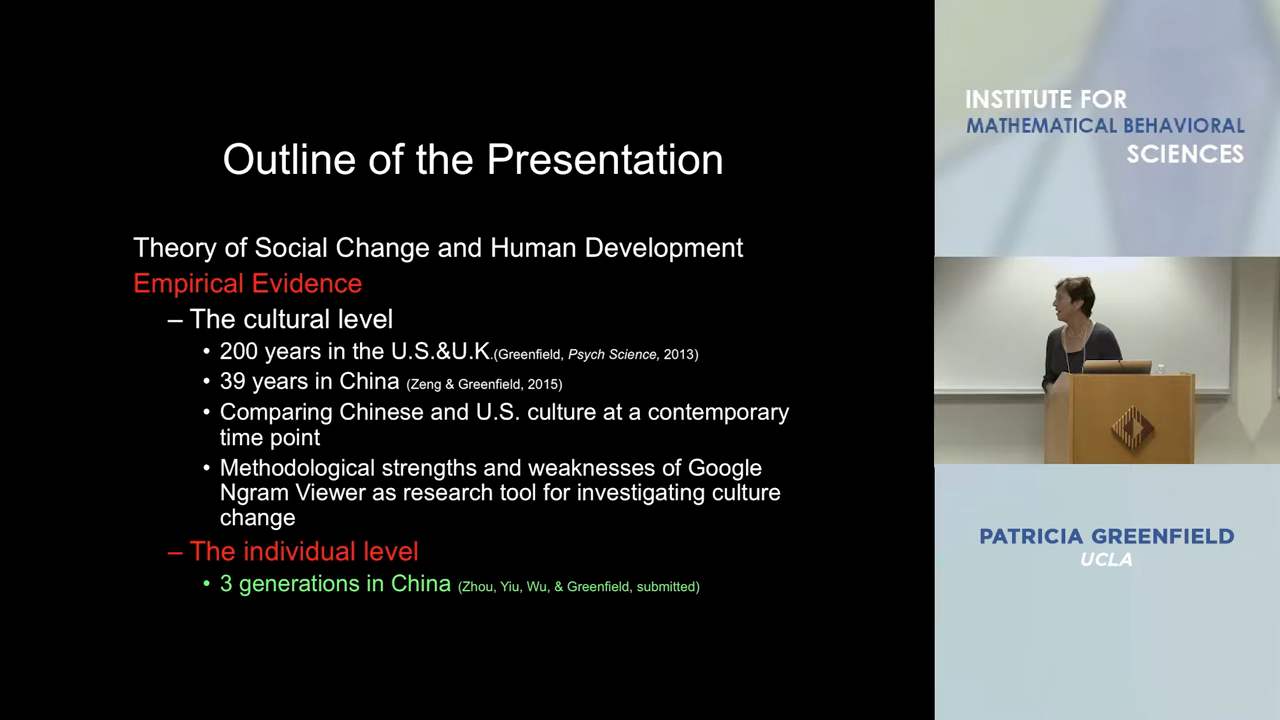 Outline of the Presentation
Theory of Social Change and Human Development
Empirical Evidence
– The cultural level
• 200 years in the U.S.&U.K.(Greenfield, Psych Science, 2013)
• 39 years in China (Zeng & Greenfield, 2015)
• Comparing Chinese and U.S. culture at a contemporary
time point
• Methodological strengths and weaknesses of Google
Ngram Viewer as research tool for investigating culture
change
– The individual level
• 3 generations in China (Zhou, Yiu, Wu, & Greenfield, submitted)
INSTITUTE FOR
MATHEMATICAL BEHAVIORAL
SCIENCES
PATRICIA GREENFIELD
UCLA